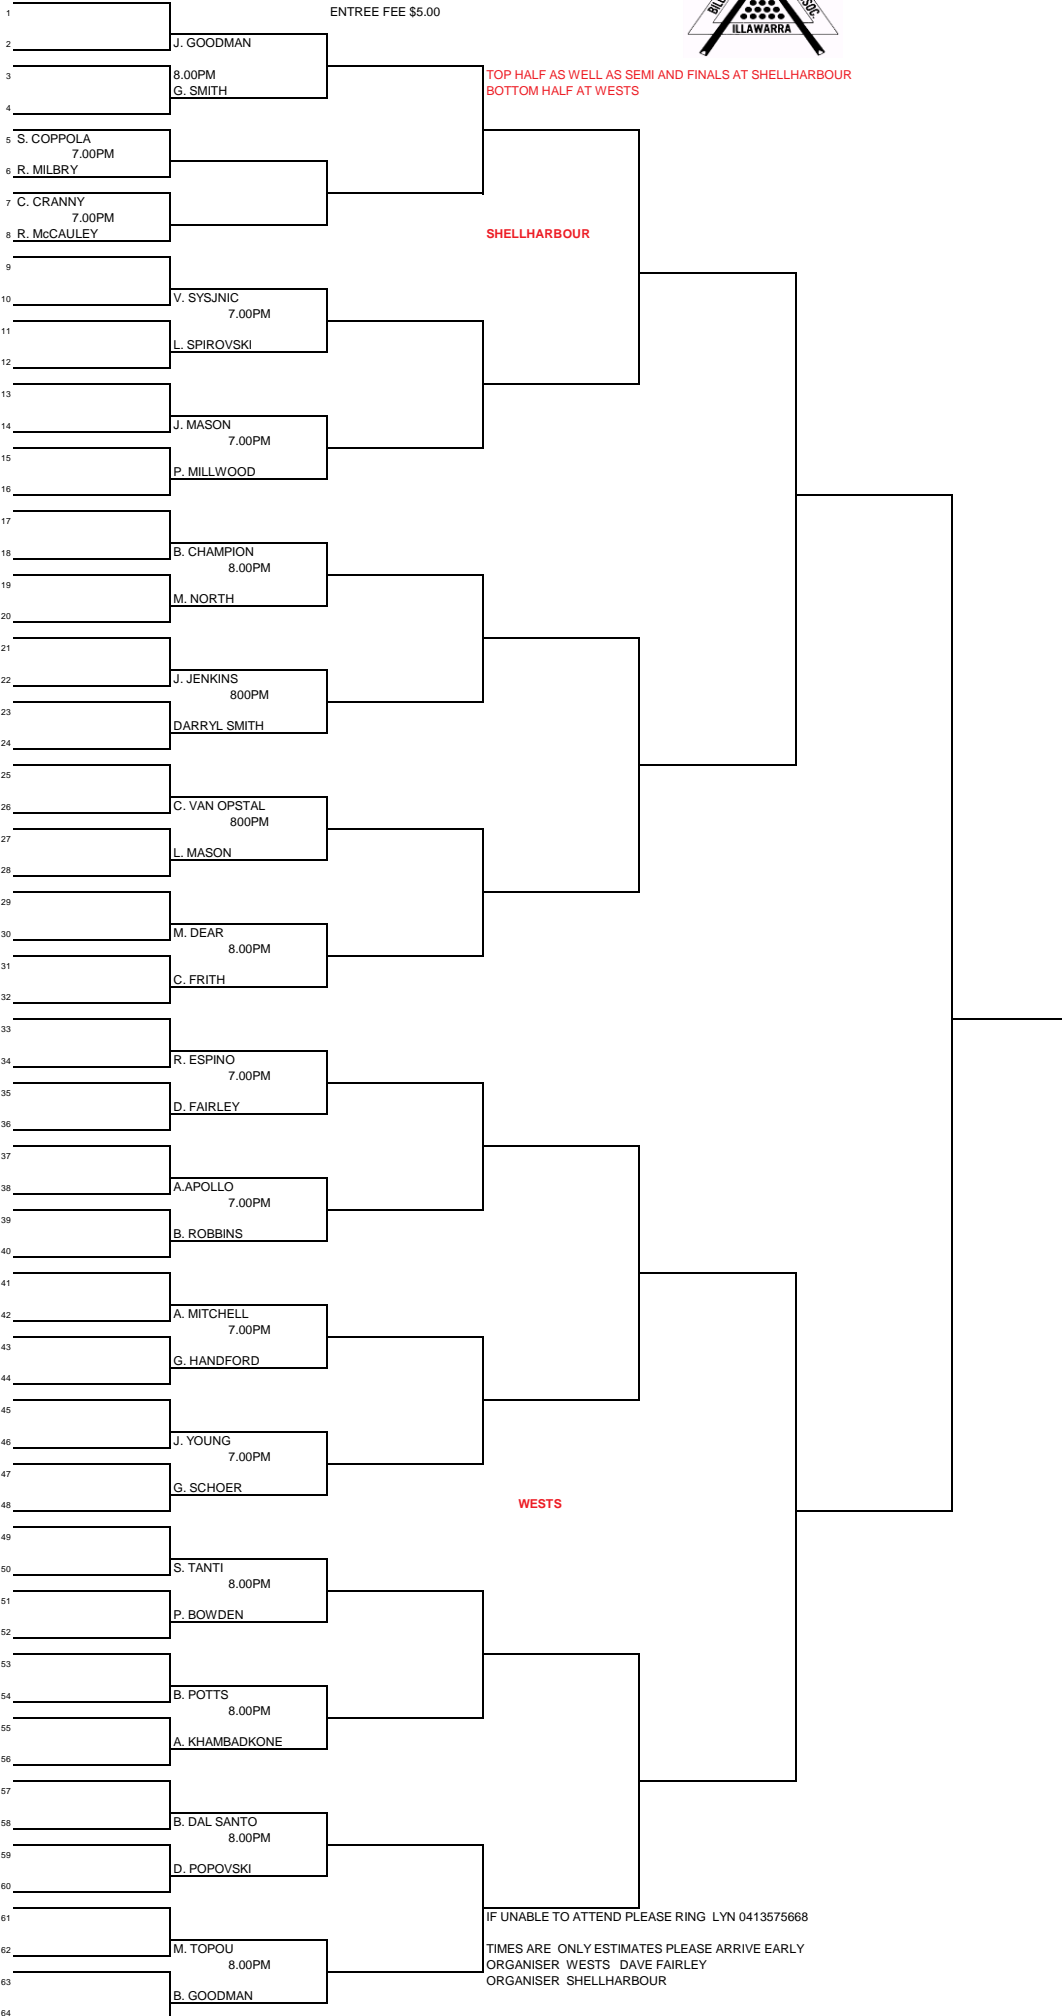 1
ENTREE FEE $5.00
2
J. GOODMAN
ILLAWARRA
3
8.00PM
TOP HALF AS WELL AS SEMI AND FINALS AT SHELLHARBOUR
G. SMITH
BOTTOM HALF AT WESTS
4
5 S. COPPOLA
7.00PM
6 R. MILBRY
7 C. CRANNY
7.00PM
8 R. McCAULEY
SHELLHARBOUR
9
10
V. SYSJNIC
7.00PM
11
L. SPIROVSKI
12
13
14
J. MASON
7.00PM
15
P. MILLWOOD
16
17
18
B. CHAMPION
8.00PM
19
M. NORTH
20
21
22
J. JENKINS
800PM
23
DARRYL SMITH
24
25
26
C. VAN OPSTAL
800PM
27
L. MASON
28
29
30
M. DEAR
8.00PM
31
C. FRITH
32
33
34
R. ESPINO
7.00PM
35
D. FAIRLEY
36
37
38
A.APOLLO
7.00PM
39
B. ROBBINS
40
41
42
A. MITCHELL
7.00PM
43
G. HANDFORD
44
45
46
J. YOUNG
7.00PM
47
G. SCHOER
48
WESTS
49
50
S. TANTI
8.00PM
51
P. BOWDEN
52
53
54
B. POTTS
8.00PM
55
A. KHAMBADKONE
56
57
58
B. DAL SANTO
8.00PM
59
D. POPOVSKI
60
61
IF UNABLE TO ATTEND PLEASE RING LYN 0413575668
62
M. TOPOU
TIMES ARE ONLY ESTIMATES PLEASE ARRIVE EARLY
8.00PM
ORGANISER WESTS DAVE FAIRLEY
63
ORGANISER SHELLHARBOUR
B. GOODMAN
64